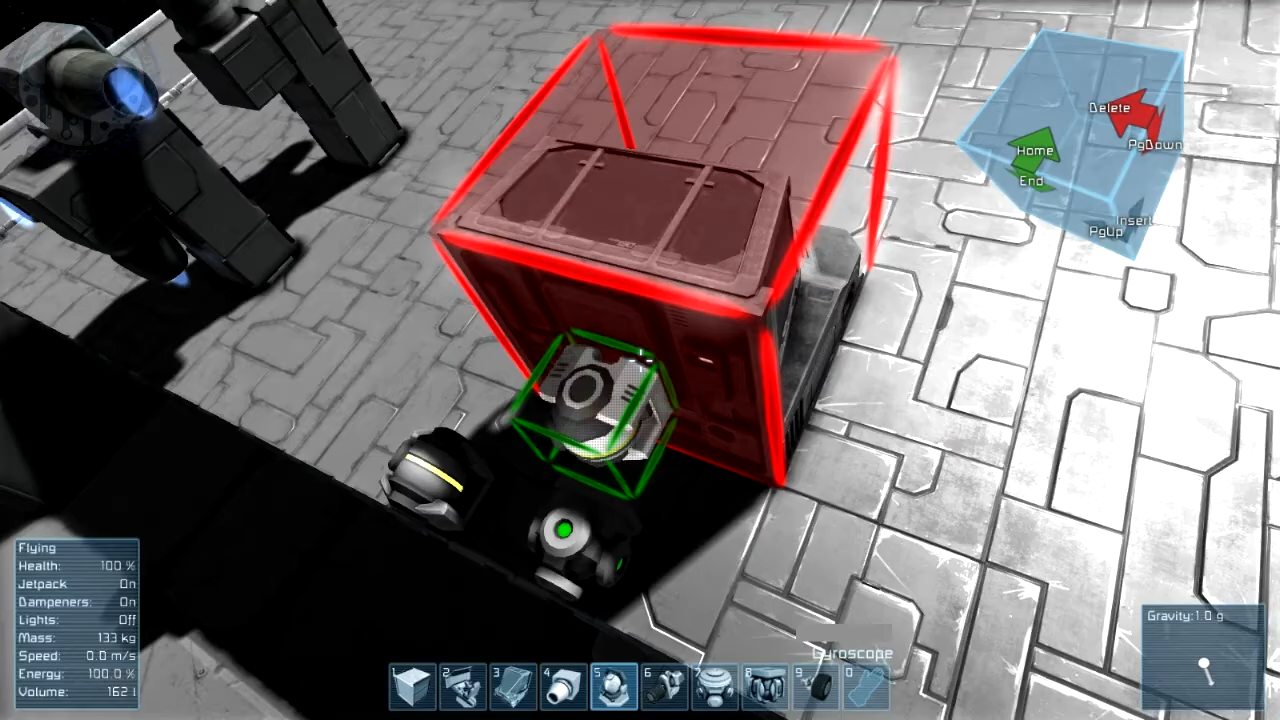 Delete
PgDown
Home
End
Insert
PgUp
Flying
Health: 100 %
Jetpack On
Dampeners: On
Lights: Off
Mass: 133 kg
Speed: 0.0 m/s
Energy: 100.0 %
Volume: 162 l
Gravity: 1.0 g
Gyroscope
1 2 3 4 5 6 7 8 9 0